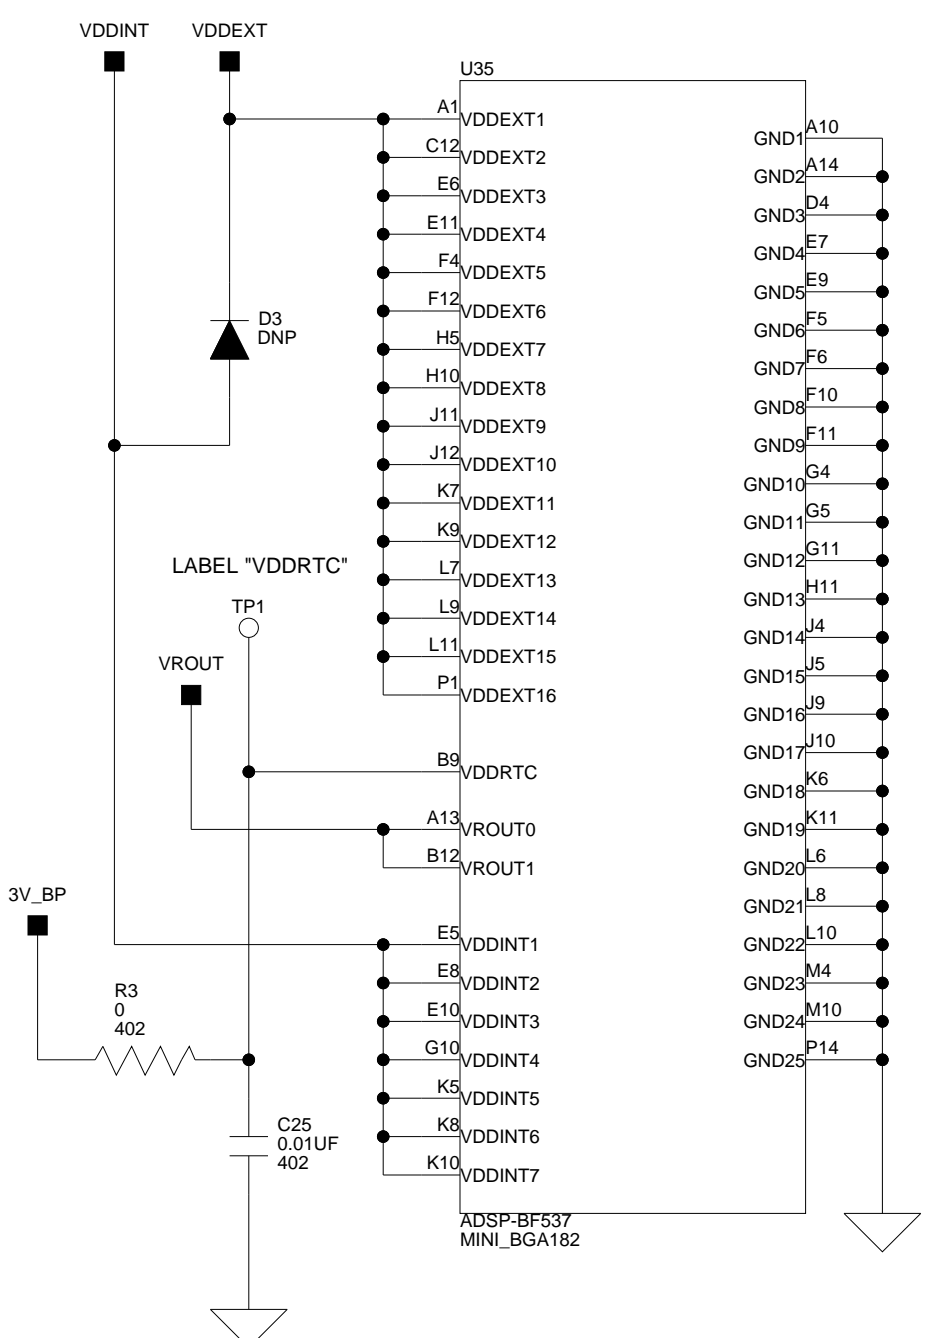 VDDINT VDDEXT
U35
A1 VDDEXT1
C12 VDDEXT2
E6 VDDEXT3
E11 VDDEXT4
F4 VDDEXT5
F12 VDDEXT6
H5 VDDEXT7
H10 VDDEXT8
J11 VDDEXT9
J12 VDDEXT10
K7 VDDEXT11
K9 VDDEXT12
L7 VDDEXT13
L9 VDDEXT14
L11 VDDEXT15
P1 VDDEXT16
B9 VDDRTC
A13 VROUT0
B12 VROUT1
E5 VDDINT1
E8 VDDINT2
E10 VDDINT3
G10 VDDINT4
K5 VDDINT5
K8 VDDINT6
K10 VDDINT7
GND1 A10
GND2 A14
GND3 D4
GND4 E7
GND5 E9
GND6 F5
GND7 F6
GND8 F10
GND9 F11
GND10 G4
GND11 G5
GND12 G11
GND13 H11
GND14 J4
GND15 J5
GND16 J9
GND17 J10
GND18 K6
GND19 K11
GND20 L6
GND21 L8
GND22 L10
GND23 M4
GND24 M10
GND25 P14
ADSP-BF537
MINI_BGA182
D3
DNP
LABEL "VDDRTC"
TP1
VROUT
3V_BP
R3
0
402
C25
0.01UF
402